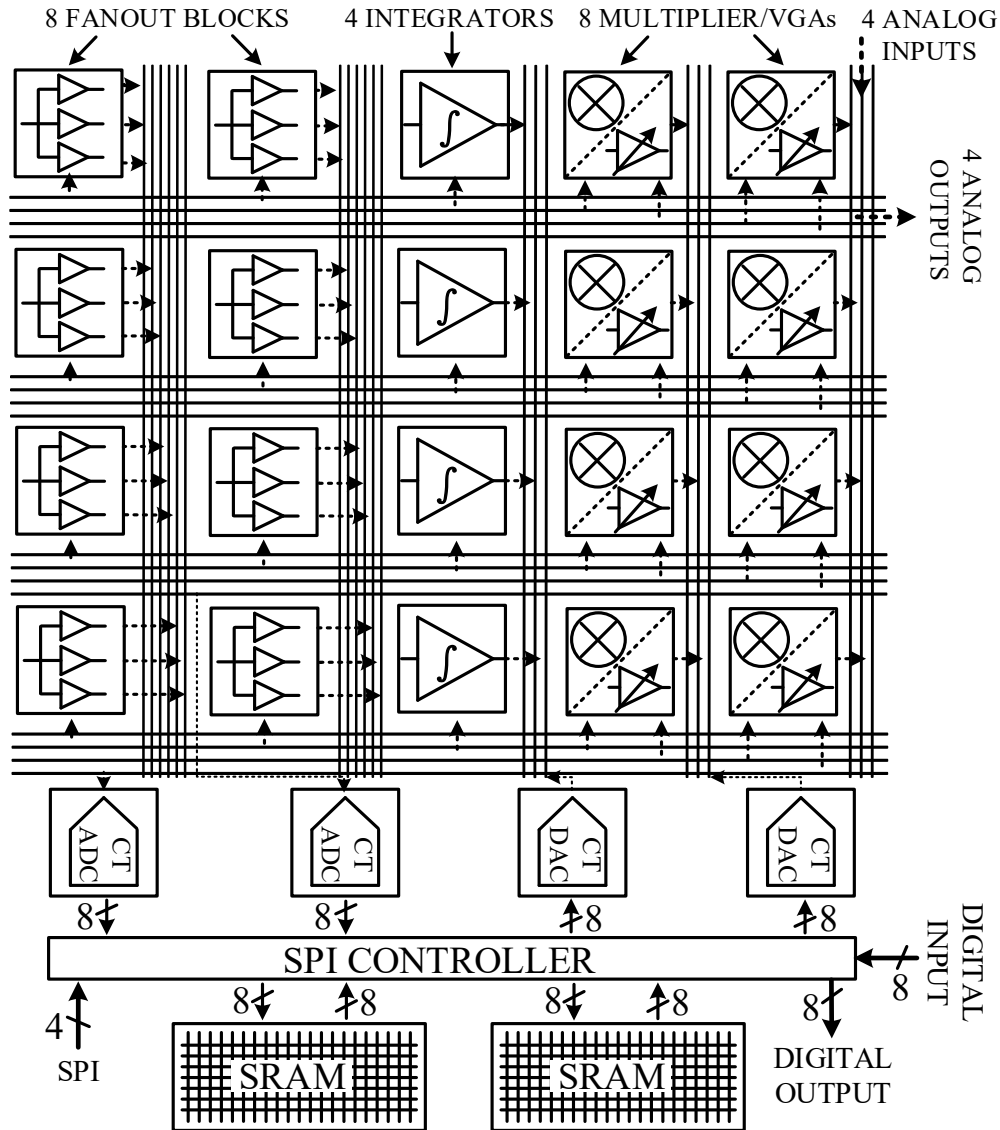 8 FANOUT BLOCKS
4 INTEGRATORS
8 MULTIPLIER/VGAs
4 ANALOG
INPUTS
4 ANALOG
OUTPUTS
∫
∫
∫
∫
CT
ADC
CT
ADC
CT
DAC
CT
DAC
8
8
8
8
SPI CONTROLLER
DIGITAL
INPUT
8
4
SPI
8
8
8
8
8
SRAM
SRAM
DIGITAL
OUTPUT